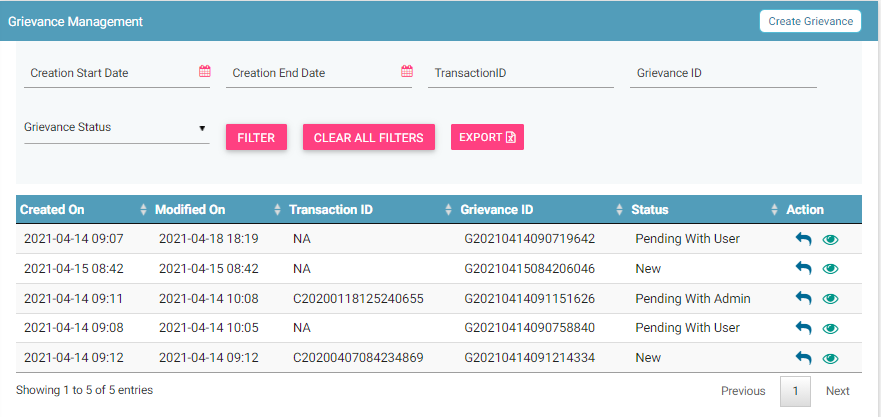 Grievance Management Create Grievance
Creation Start Date Creation End Date TransactionID Grievance ID
Grievance Status FILTER CLEAR ALL FILTERS EXPORT
Created On Modified On Transaction ID Grievance ID Status Action
2021-04-14 09:07 2021-04-18 18:19 NA G20210414090719642 Pending With User
2021-04-15 08:42 2021-04-15 08:42 NA G20210415084206046 New
2021-04-14 09:11 2021-04-14 10:08 C20200118125240655 G20210414091151626 Pending With Admin
2021-04-14 09:08 2021-04-14 10:05 NA G20210414090758840 Pending With User
2021-04-14 09:12 2021-04-14 09:12 C20200407084234869 G20210414091214334 New
Showing 1 to 5 of 5 entries Previous 1 Next